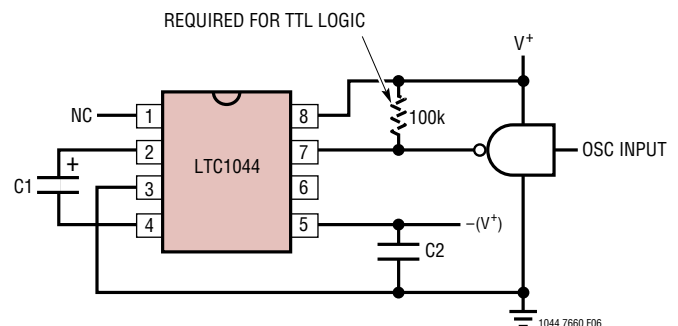 REQUIRED FOR TTL LOGIC
V+
NC
1
8
100k
2
7
OSC INPUT
+
LTC1044
C1
3
6
4
5
–(V+)
C2
1044 7660 F06